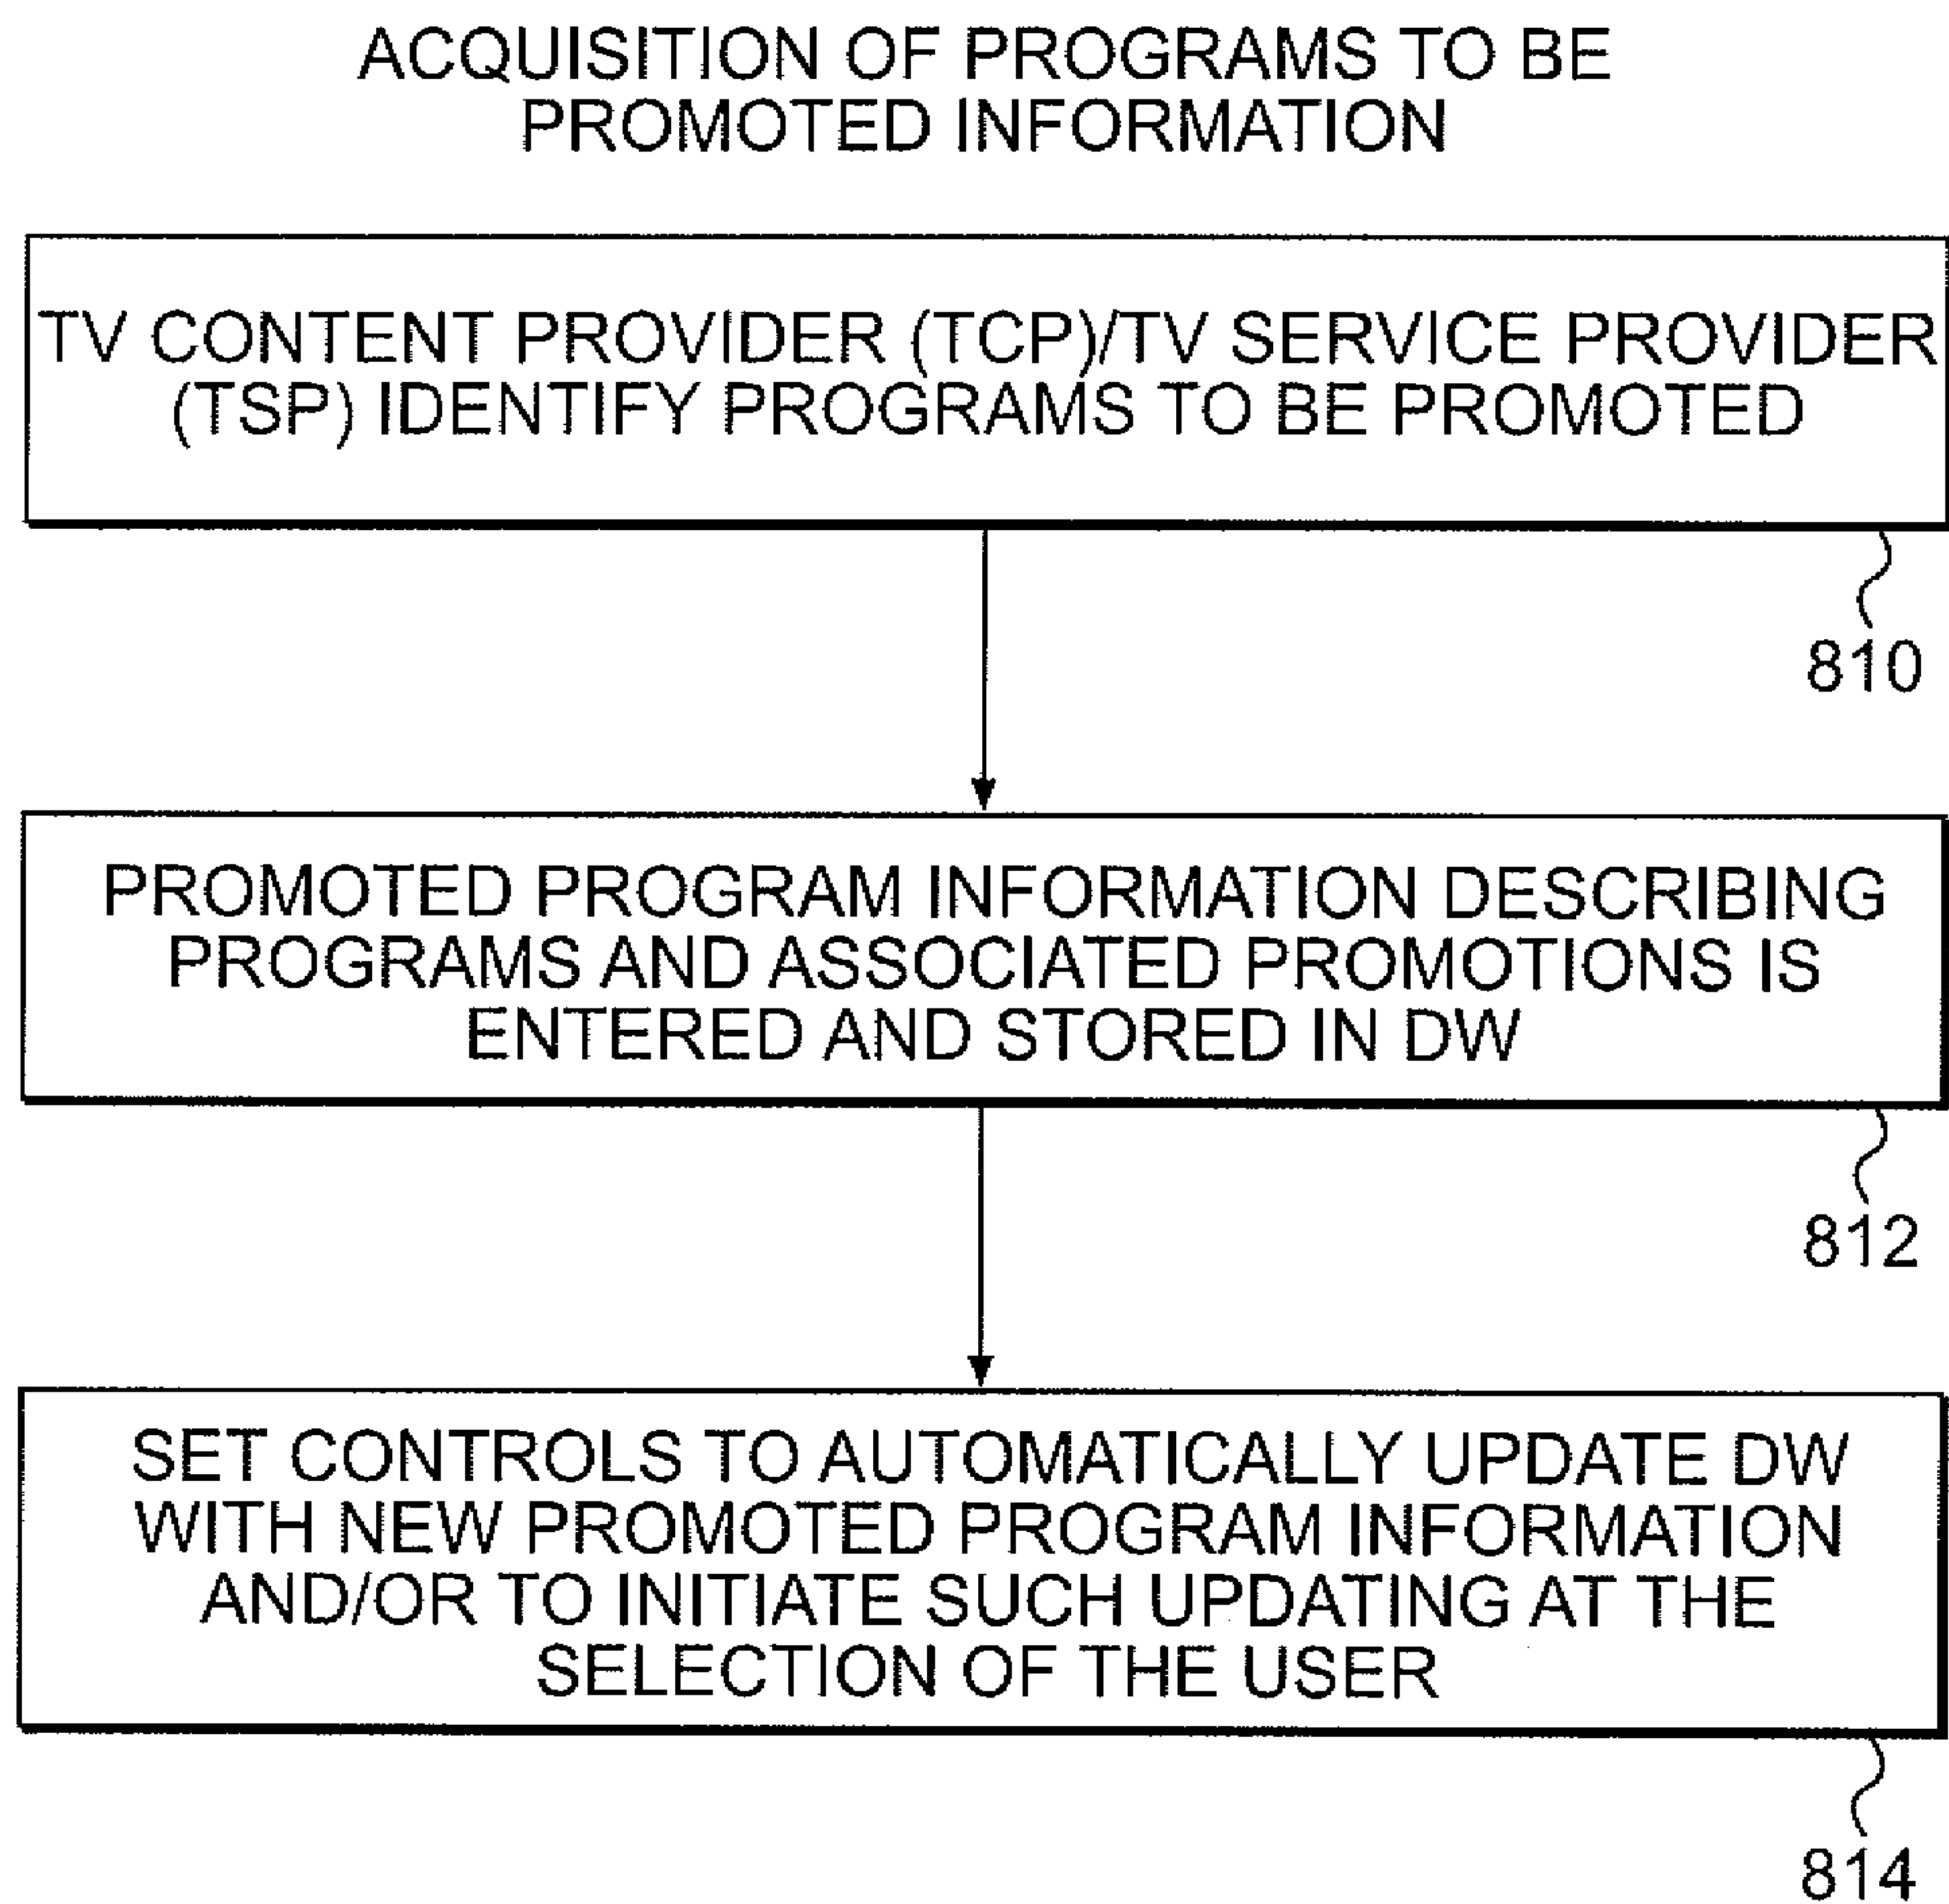 ACQUISITION OF PROGRAMS TO BE
PROMOTED INFORMATION
TV CONTENT PROVIDER (TCP)/TV SERVICE PROVIDER
(TSP) IDENTIFY PROGRAMS TO BE PROMOTED
810
PROMOTED PROGRAM INFORMATION DESCRIBING
PROGRAMS AND ASSOCIATED PROMOTIONS IS
ENTERED AND STORED IN DW
812
SET CONTROLS TO AUTOMATICALLY UPDATE DW
WITH NEW PROMOTED PROGRAM INFORMATION
AND/OR TO INITIATE SUCH UPDATING AT THE
SELECTION OF THE USER
814